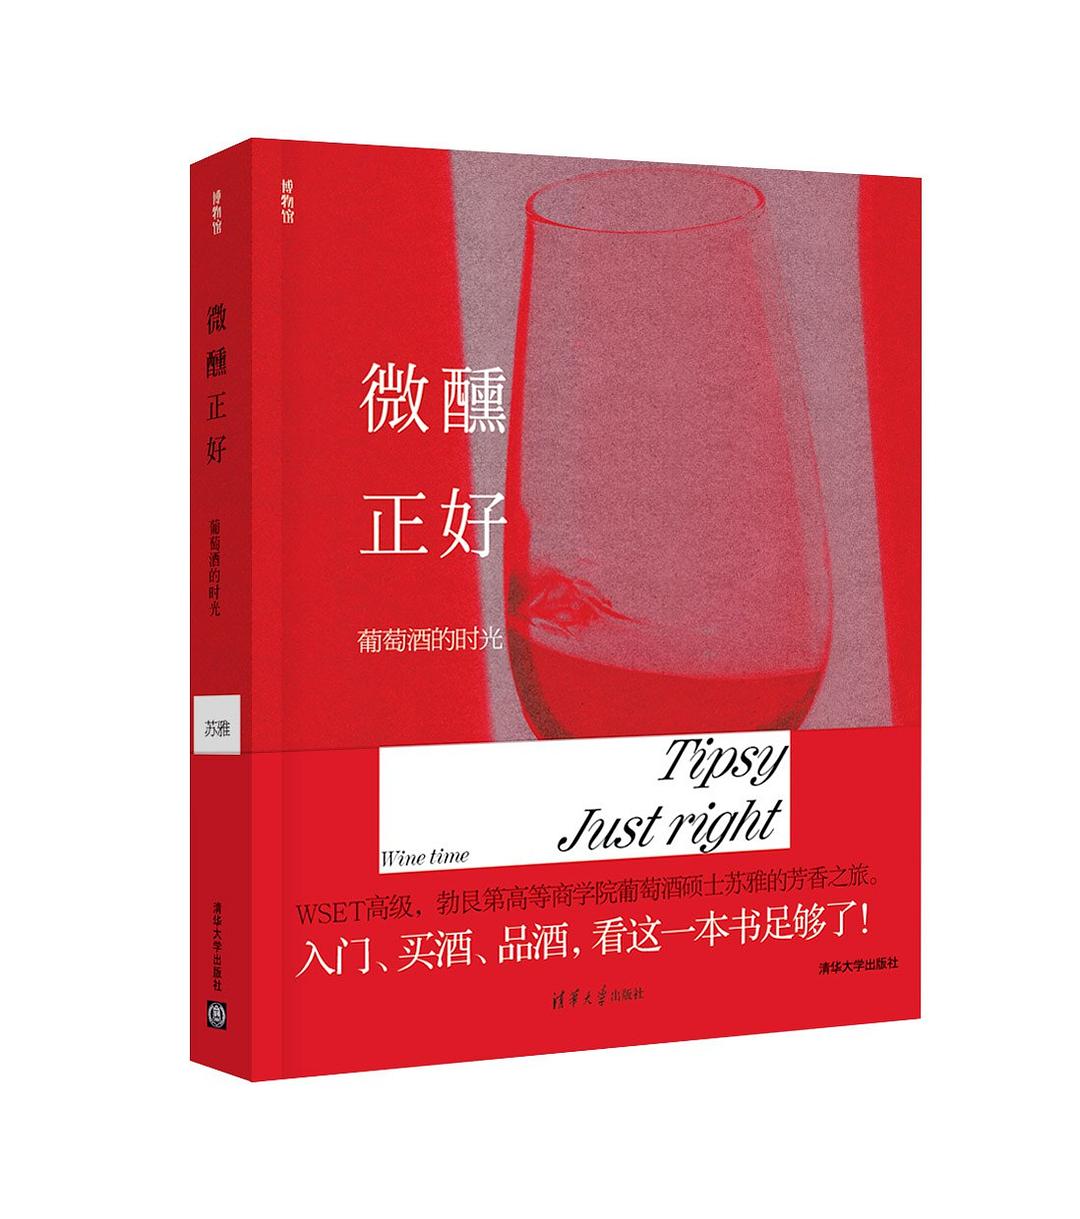 博物馆
微醺正好
葡萄酒的时光
苏雅
清华大学出版社
博物馆
微醺
正好
葡萄酒的时光
Tipsy
Just right
Wine time
WSET高级，勃艮第高等商学院葡萄酒硕士苏雅的芳香之旅。
入门、买酒、品酒，看这一本书足够了！
清华大学出版社
清华大学出版社